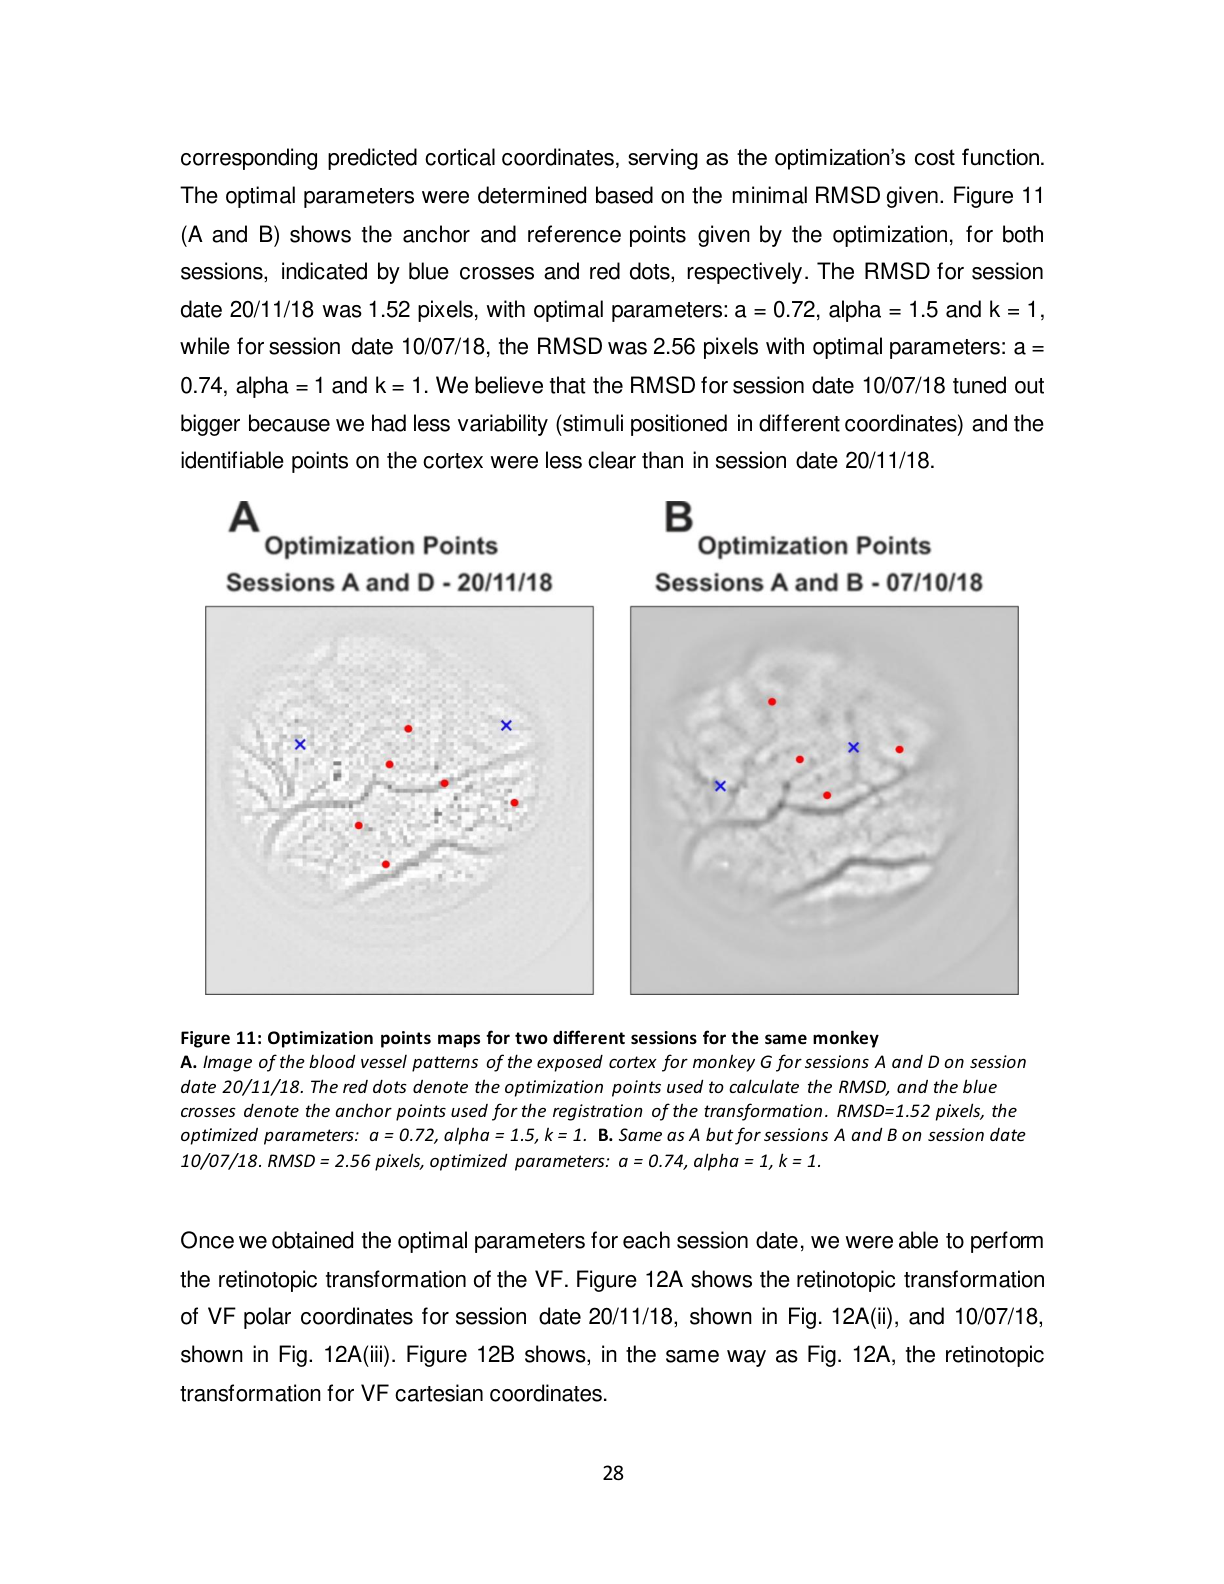 corresponding predicted cortical coordinates, serving as the optimization’s cost function.
The optimal parameters were determined based on the minimal RMSD given. Figure 11
(A and B) shows the anchor and reference points given by the optimization, for both
sessions, indicated by blue crosses and red dots, respectively. The RMSD for session
date 20/11/18 was 1.52 pixels, with optimal parameters: a = 0.72, alpha = 1.5 and k = 1,
while for session date 10/07/18, the RMSD was 2.56 pixels with optimal parameters: a =
0.74, alpha = 1 and k = 1. We believe that the RMSD for session date 10/07/18 tuned out
bigger because we had less variability (stimuli positioned in different coordinates) and the
identifiable points on the cortex were less clear than in session date 20/11/18.
A
Optimization Points
Sessions A and D - 20/11/18
B
Optimization Points
Sessions A and B - 07/10/18
Figure 11: Optimization points maps for two different sessions for the same monkey
A. Image of the blood vessel patterns of the exposed cortex for monkey G for sessions A and D on session
date 20/11/18. The red dots denote the optimization points used to calculate the RMSD, and the blue
crosses denote the anchor points used for the registration of the transformation. RMSD=1.52 pixels, the
optimized parameters: a = 0.72, alpha = 1.5, k = 1. B. Same as A but for sessions A and B on session date
10/07/18. RMSD = 2.56 pixels, optimized parameters: a = 0.74, alpha = 1, k = 1.
Once we obtained the optimal parameters for each session date, we were able to perform
the retinotopic transformation of the VF. Figure 12A shows the retinotopic transformation
of VF polar coordinates for session date 20/11/18, shown in Fig. 12A(ii), and 10/07/18,
shown in Fig. 12A(iii). Figure 12B shows, in the same way as Fig. 12A, the retinotopic
transformation for VF cartesian coordinates.
28